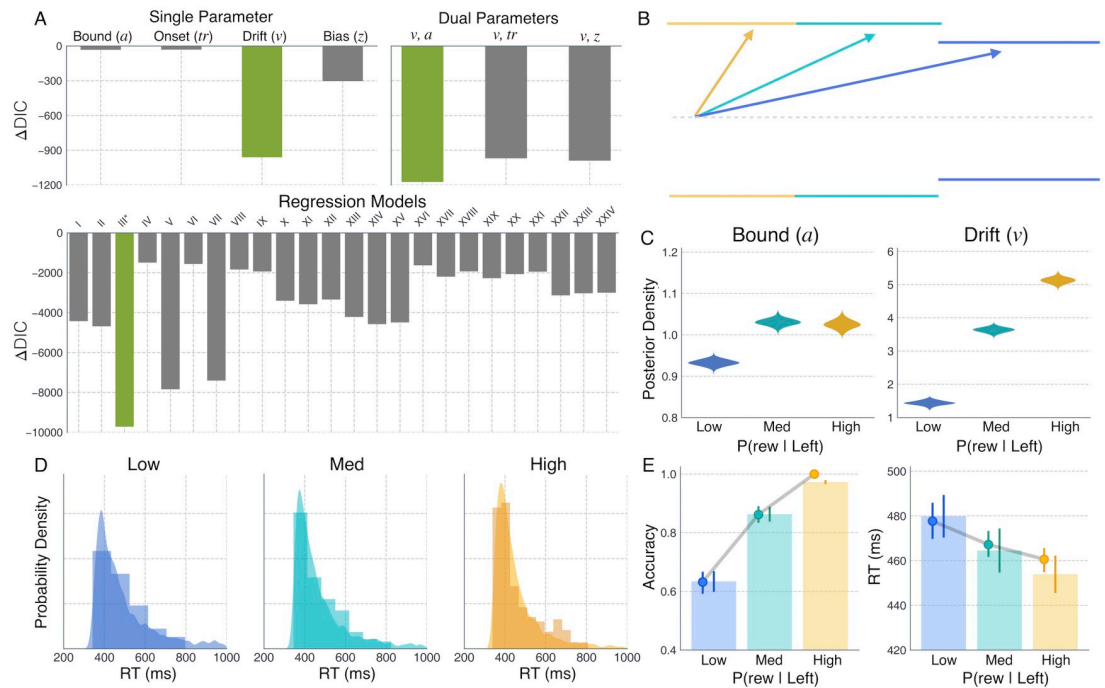 A
Single Parameter
Dual Parameters
Bound (a) Onset (tr) Drift (v) Bias (z)
v, a v, tr v, z
0
−300
−600
−900
−1200
ΔDIC
Regression Models
I II III* IV V VI VII VIII IX X XI XII XIII XIV XV XVI XVII XVIII XIX XX XXI XXII XXIII XXIV
0
−2000
−4000
−6000
−8000
−10000
ΔDIC
B
C
Bound (a)
1.2
1.1
1.0
0.9
0.8
Posterior Density
Low Med High
P(rew | Left)
Drift (v)
6
5
4
3
2
1
Low Med High
P(rew | Left)
D
Low
Med
High
Probability Density
200 400 600 800 1000
RT (ms)
200 400 600 800 1000
RT (ms)
200 400 600 800 1000
RT (ms)
E
1.0
0.8
0.6
0.4
Accuracy
Low Med High
P(rew | Left)
500
480
460
440
420
RT (ms)
Low Med High
P(rew | Left)